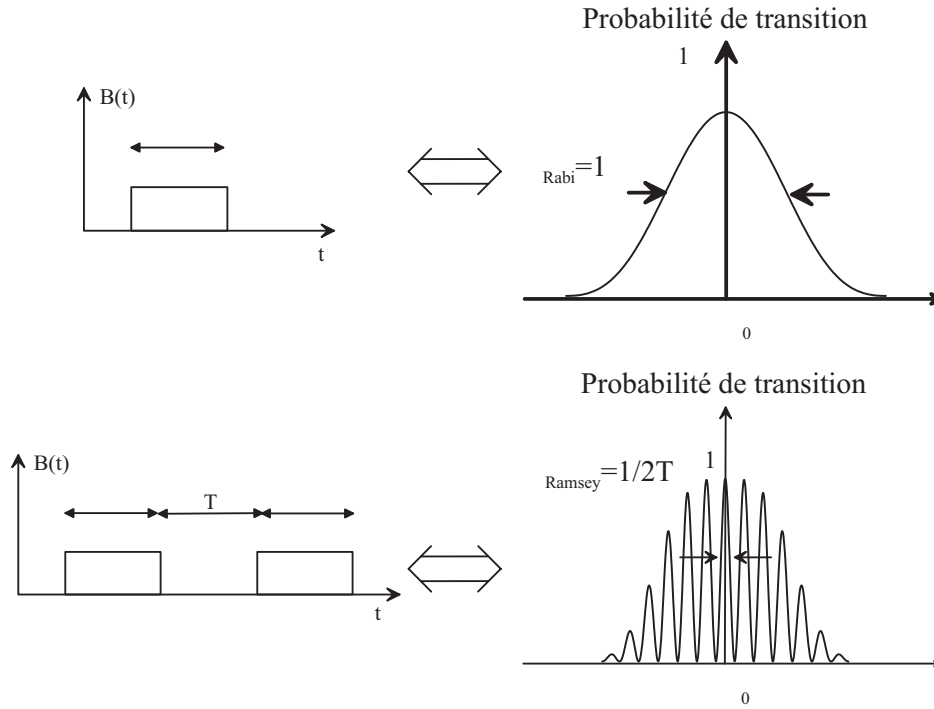 Probabilité de transition
1
B(t)
Rabi=1
t
0
Probabilité de transition
B(t)
1
Ramsey=1/2T
T
t
0